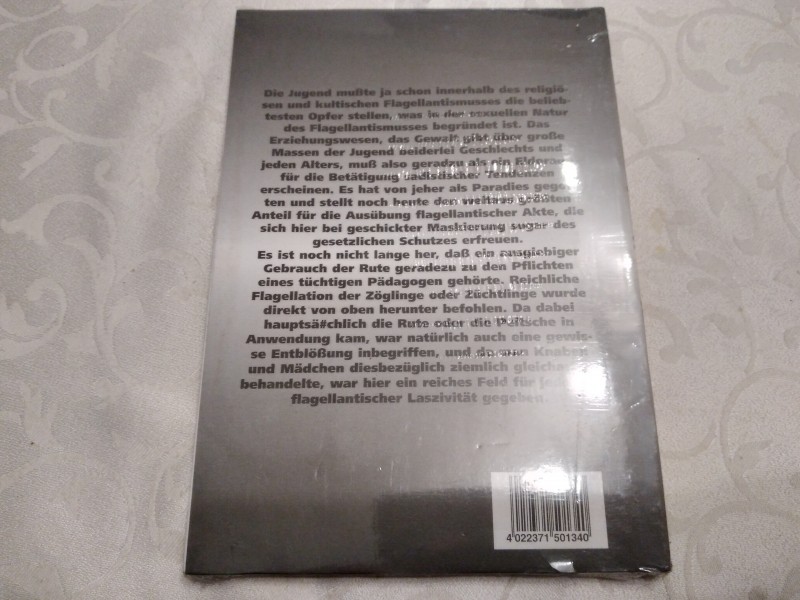 Die Jugend mußte ja schon innerhalb des religiö-
sen und kultischen Flagellantismusses die belieb-
testen Opfer stellen, was in der sexuellen Natur
des Flagellantismusses begründet ist. Das
Erziehungswesen, das Gewalt gibt über große
Massen der Jugend beiderlei Geschlechts und
jeden Alters, muß also geradzu als ein
für die Betätigung sadistischer Tendenzen
erscheinen. Es hat von jeher als Paradies gegol-
ten und stellt noch heute den weitaus größten
Anteil für die Ausübung flagellantischer Akte, die
sich hier bei geschickter Maskierung sugar des
gesetzlichen Schutzes erfreuen.
Es ist noch nicht lange her, daß ein ausgiebiger
Gebrauch der Rute geradezu zu den Pflichten
eines tüchtigen Pädagogen gehörte. Reichliche
Flagellation der Zöglinge oder Züchtlinge wurde
direkt von oben herunter befohlen. Da dabei
hauptsä#chlich die Rute oder die Peitsche in
Anwendung kam, war natürlich auch eine gewis-
se Entblößung inbegriffen, und da man Knaben
und Mädchen diesbezüglich ziemlich gleich
behandelte, war hier ein reiches Feld für
flagellantischer Laszivität gegeben.
4 022371 501340